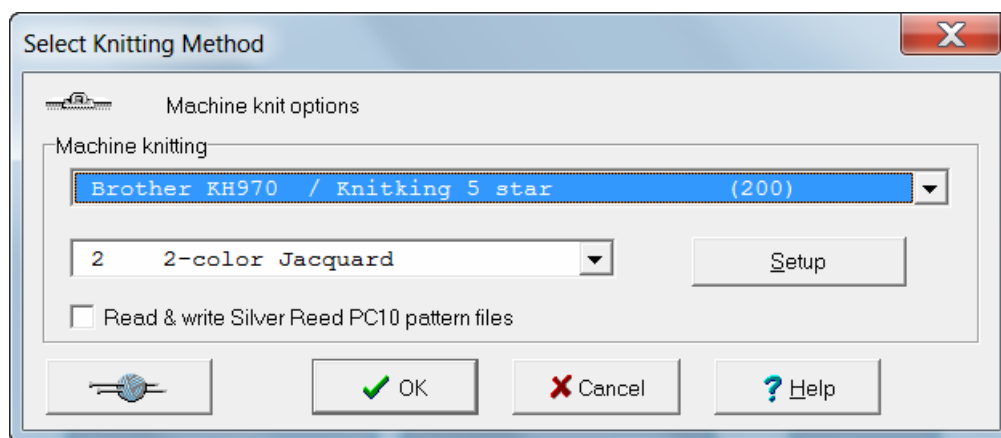 Select Knitting Method
Machine knit options
Machine knitting
Brother KH970 / Knitking 5 star (200)
2 2-color Jacquard
Setup
Read & write Silver Reed PC10 pattern files
OK Cancel ? Help